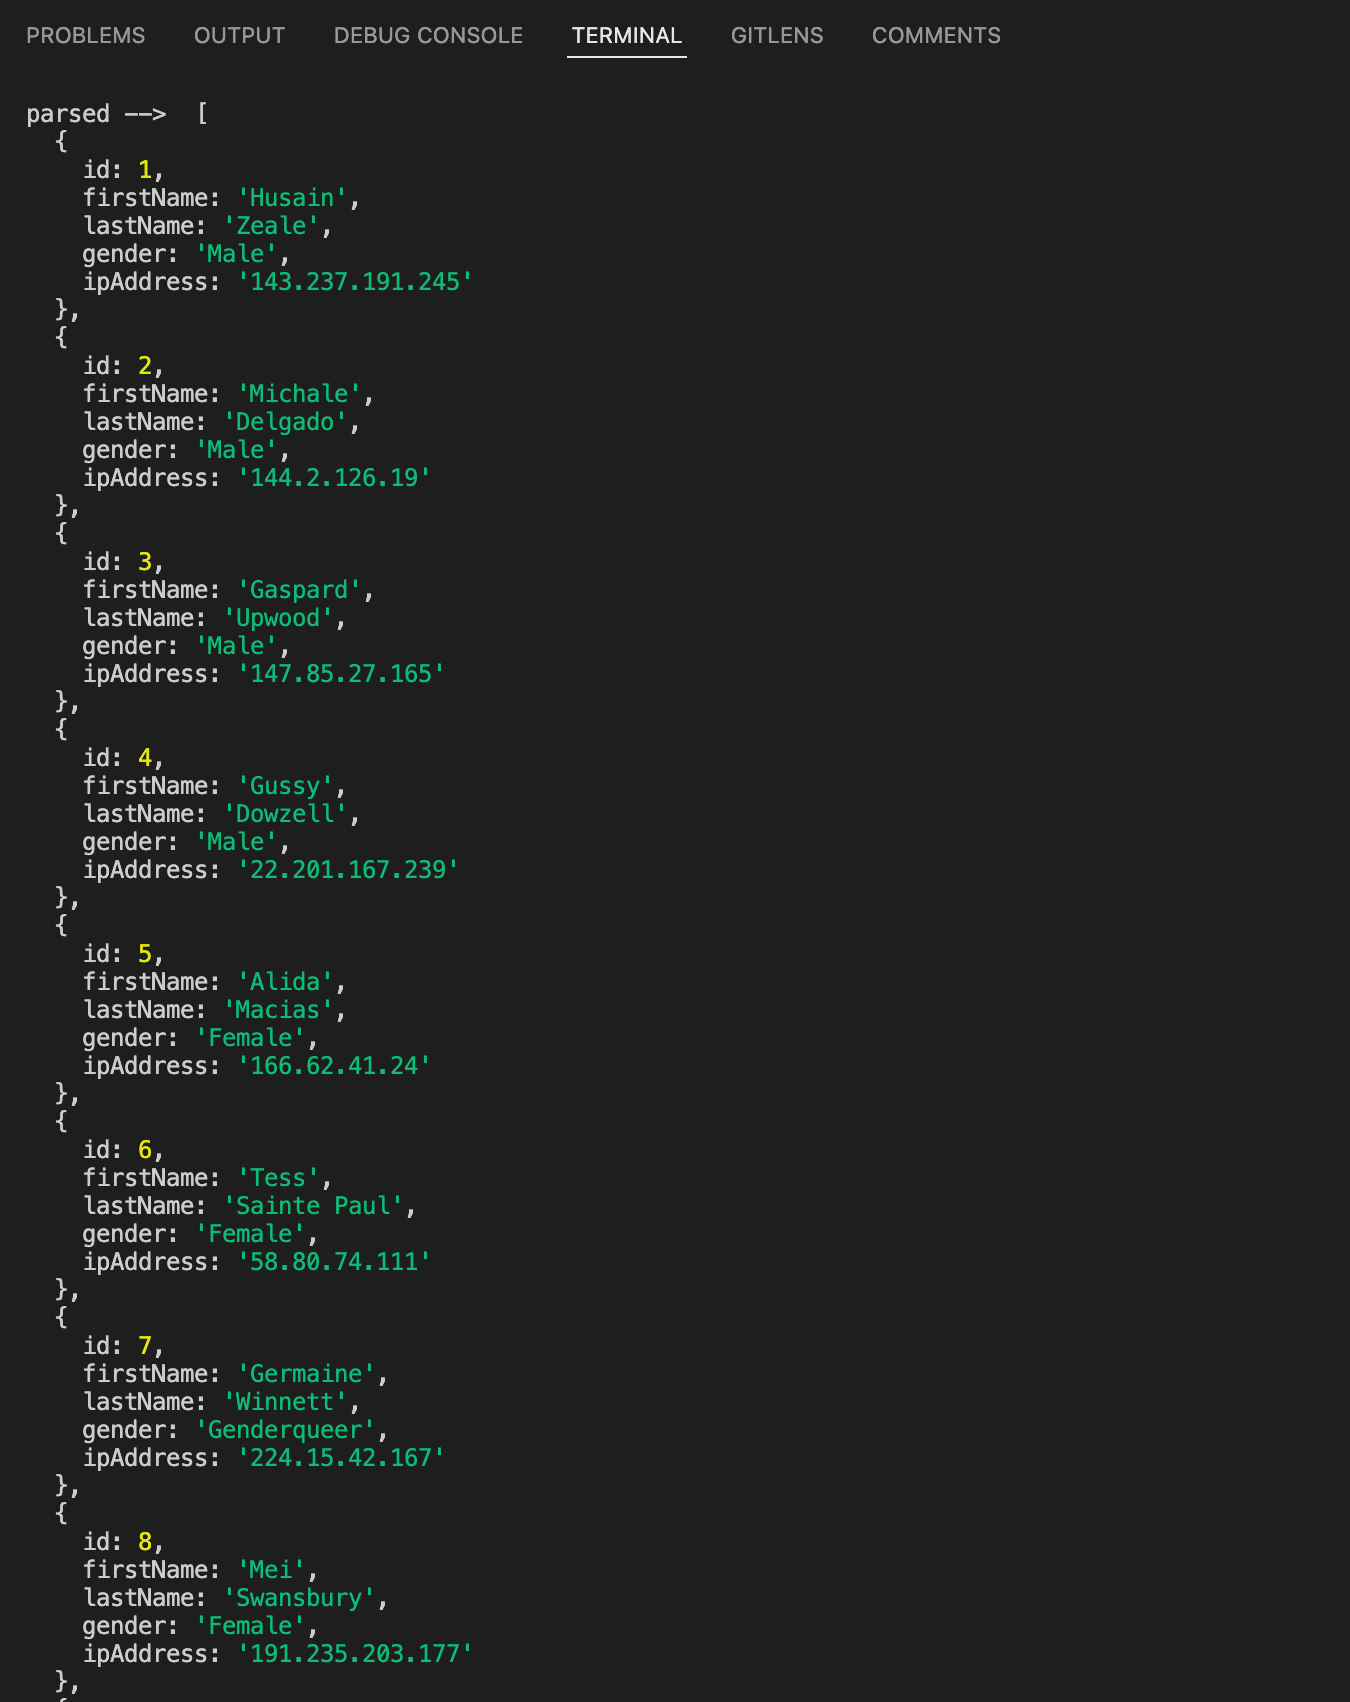 PROBLEMS OUTPUT DEBUG CONSOLE TERMINAL GITLENS COMMENTS
parsed -->  [
  {
    id: 1,
    firstName: 'Husain',
    lastName: 'Zeale',
    gender: 'Male',
    ipAddress: '143.237.191.245'
  },
  {
    id: 2,
    firstName: 'Michale',
    lastName: 'Delgado',
    gender: 'Male',
    ipAddress: '144.2.126.19'
  },
  {
    id: 3,
    firstName: 'Gaspard',
    lastName: 'Upwood',
    gender: 'Male',
    ipAddress: '147.85.27.165'
  },
  {
    id: 4,
    firstName: 'Gussy',
    lastName: 'Dowzell',
    gender: 'Male',
    ipAddress: '22.201.167.239'
  },
  {
    id: 5,
    firstName: 'Alida',
    lastName: 'Macias',
    gender: 'Female',
    ipAddress: '166.62.41.24'
  },
  {
    id: 6,
    firstName: 'Tess',
    lastName: 'Sainte Paul',
    gender: 'Female',
    ipAddress: '58.80.74.111'
  },
  {
    id: 7,
    firstName: 'Germaine',
    lastName: 'Winnett',
    gender: 'Genderqueer',
    ipAddress: '224.15.42.167'
  },
  {
    id: 8,
    firstName: 'Mei',
    lastName: 'Swansbury',
    gender: 'Female',
    ipAddress: '191.235.203.177'
  },
  {